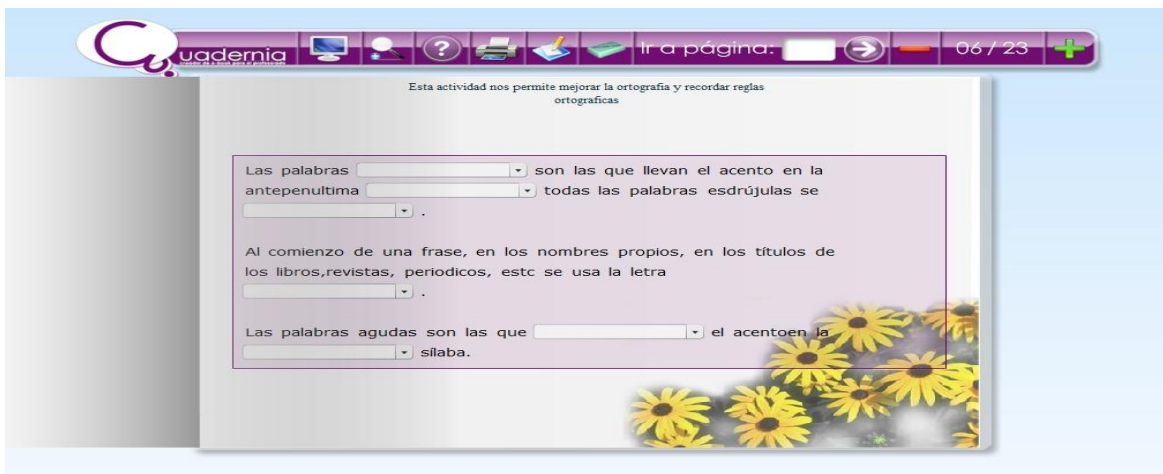 Cuadernia
Ir a página:
06 / 23
Esta actividad nos permite mejorar la ortografia y recordar reglas
ortograficas
Las palabras son las que llevan el acento en la
antepenultima todas las palabras esdrújulas se
.
Al comienzo de una frase, en los nombres propios, en los títulos de
los libros,revistas, periodicos, estc se usa la letra
.
Las palabras agudas son las que el acentoen la
sílaba.